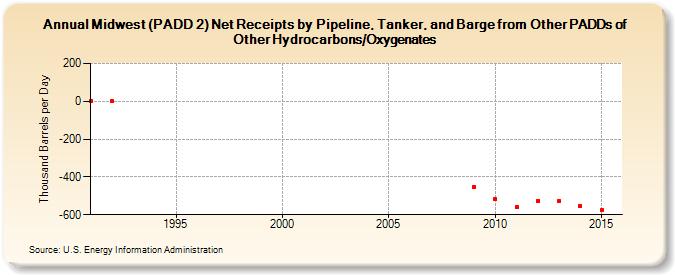 Annual Midwest (PADD 2) Net Receipts by Pipeline, Tanker, and Barge from Other PADDs of
Other Hydrocarbons/Oxygenates
Thousand Barrels per Day
200
0
-200
-400
-600
1995
2000
2005
2010
2015
Source: U.S. Energy Information Administration